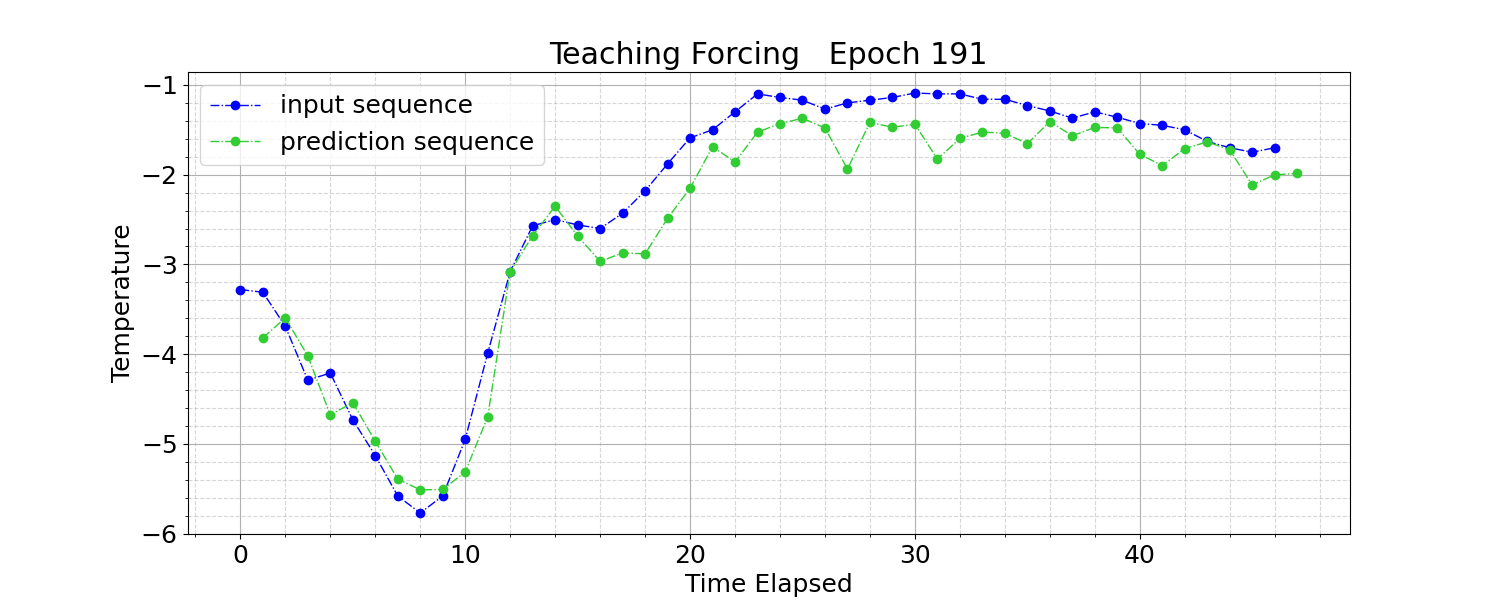 Teaching Forcing   Epoch 191
input sequence
prediction sequence
−1
−2
−3
−4
−5
−6
Temperature
0 10 20 30 40
Time Elapsed